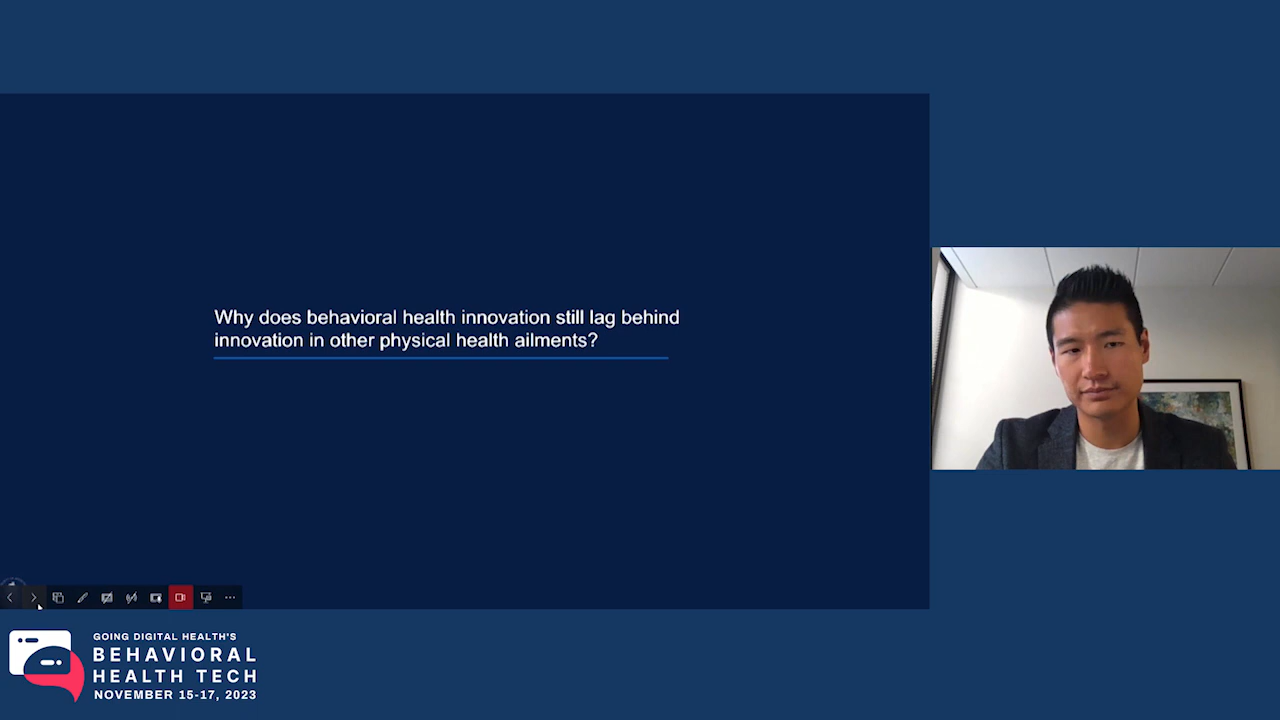 Why does behavioral health innovation still lag behind
innovation in other physical health ailments?
GOING DIGITAL HEALTH'S
BEHAVIORAL
HEALTH TECH
NOVEMBER 15-17, 2023